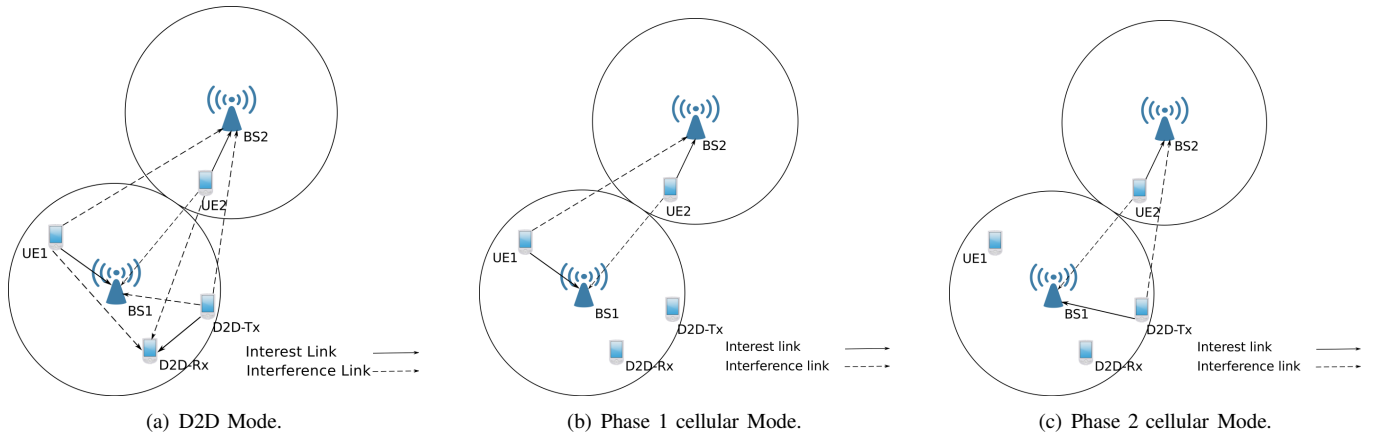 BS2
UE2
UE1
BS1
D2D-Tx
D2D-Rx
Interest Link
Interference Link
(a) D2D Mode.
BS2
UE2
UE1
BS1
D2D-Tx
D2D-Rx
Interest link
Interference link
(b) Phase 1 cellular Mode.
BS2
UE2
UE1
BS1
D2D-Tx
D2D-Rx
Interest link
Interference link
(c) Phase 2 cellular Mode.